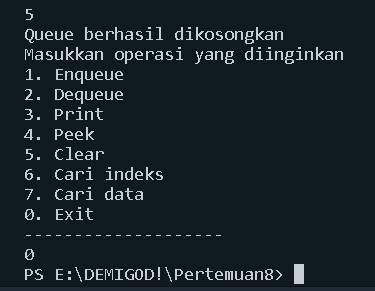 5
Queue berhasil dikosongkan
Masukkan operasi yang diinginkan
1. Enqueue
2. Dequeue
3. Print
4. Peek
5. Clear
6. Cari indeks
7. Cari data
0. Exit
--------------------
0
PS E:\DEMIGOD!\Pertemuan8>